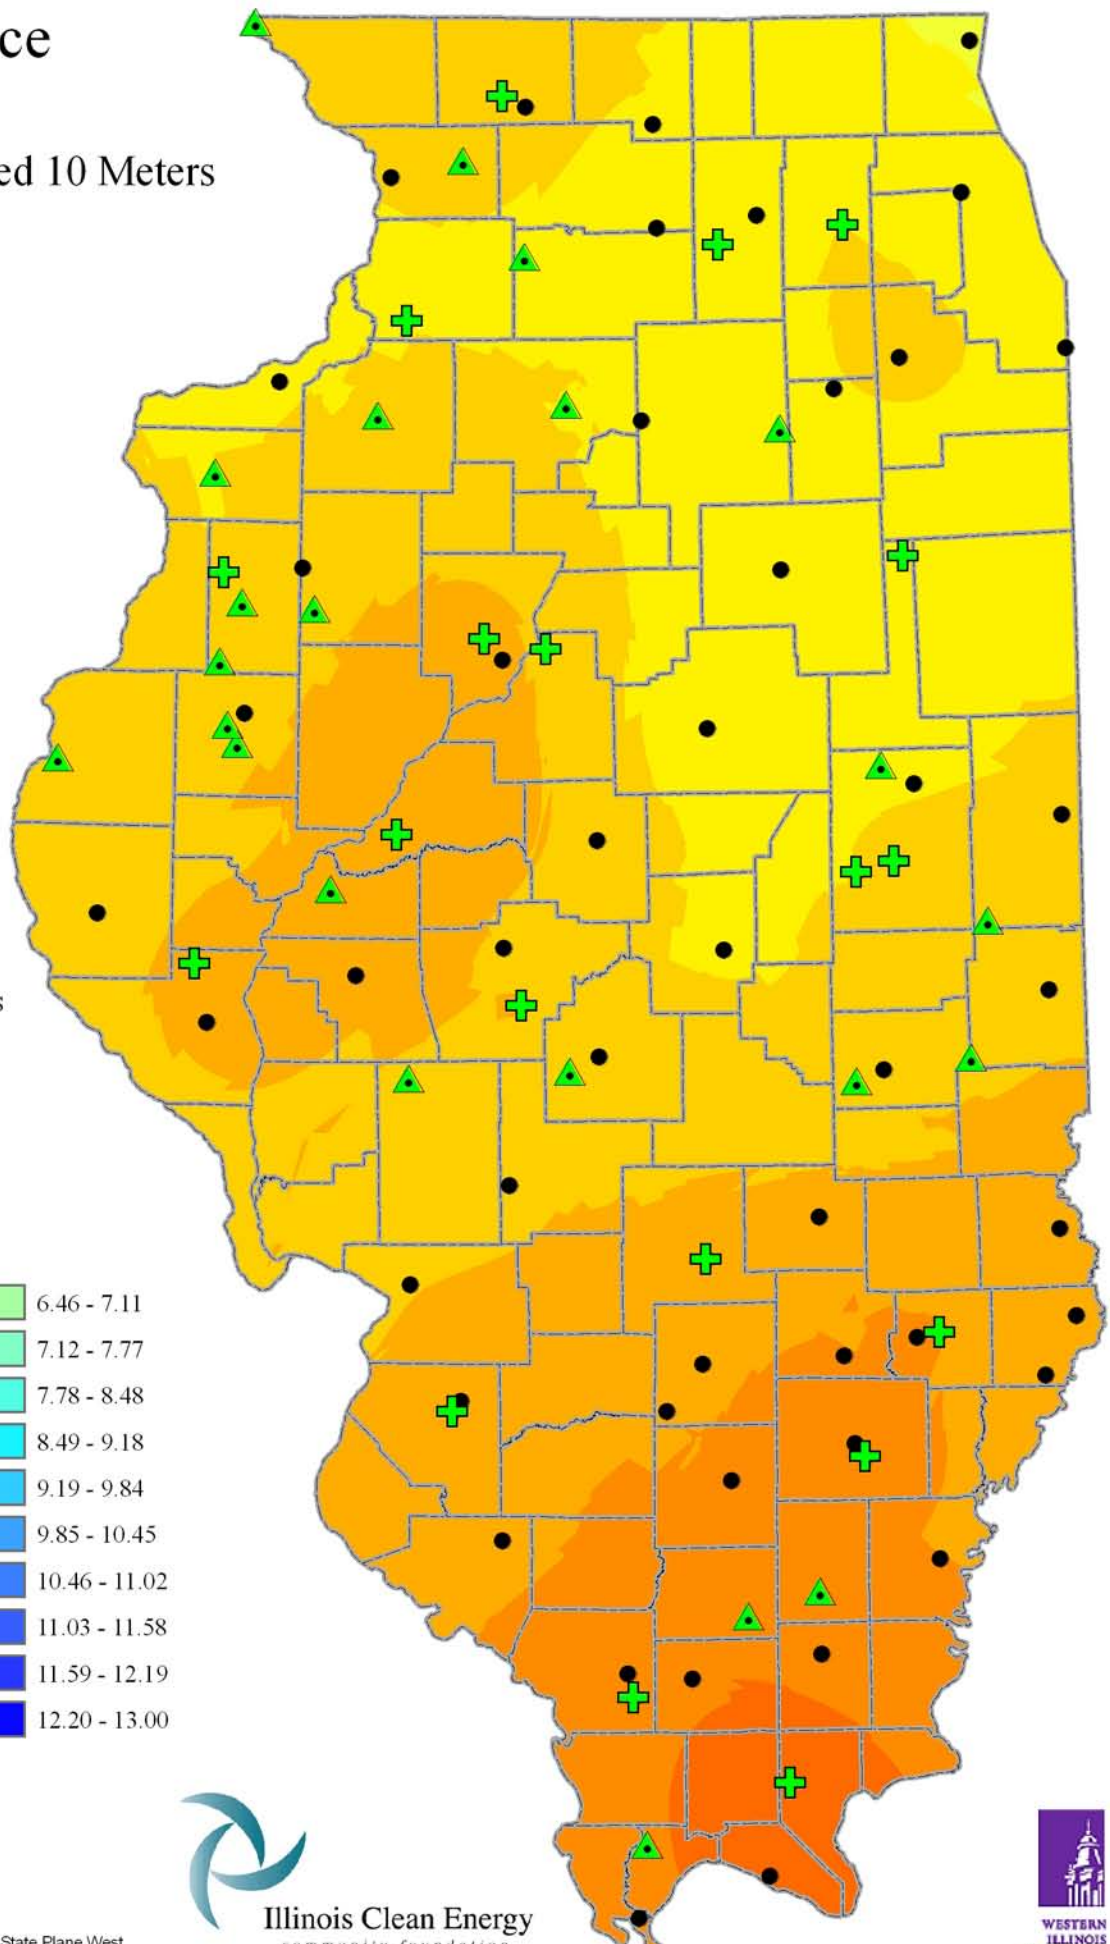 ce
ed 10 Meters
s
6.46 - 7.11
7.12 - 7.77
7.78 - 8.48
8.49 - 9.18
9.19 - 9.84
9.85 - 10.45
10.46 - 11.02
11.03 - 11.58
11.59 - 12.19
12.20 - 13.00
Illinois Clean Energy
community foundation
State Plane West
WESTERN
ILLINOIS